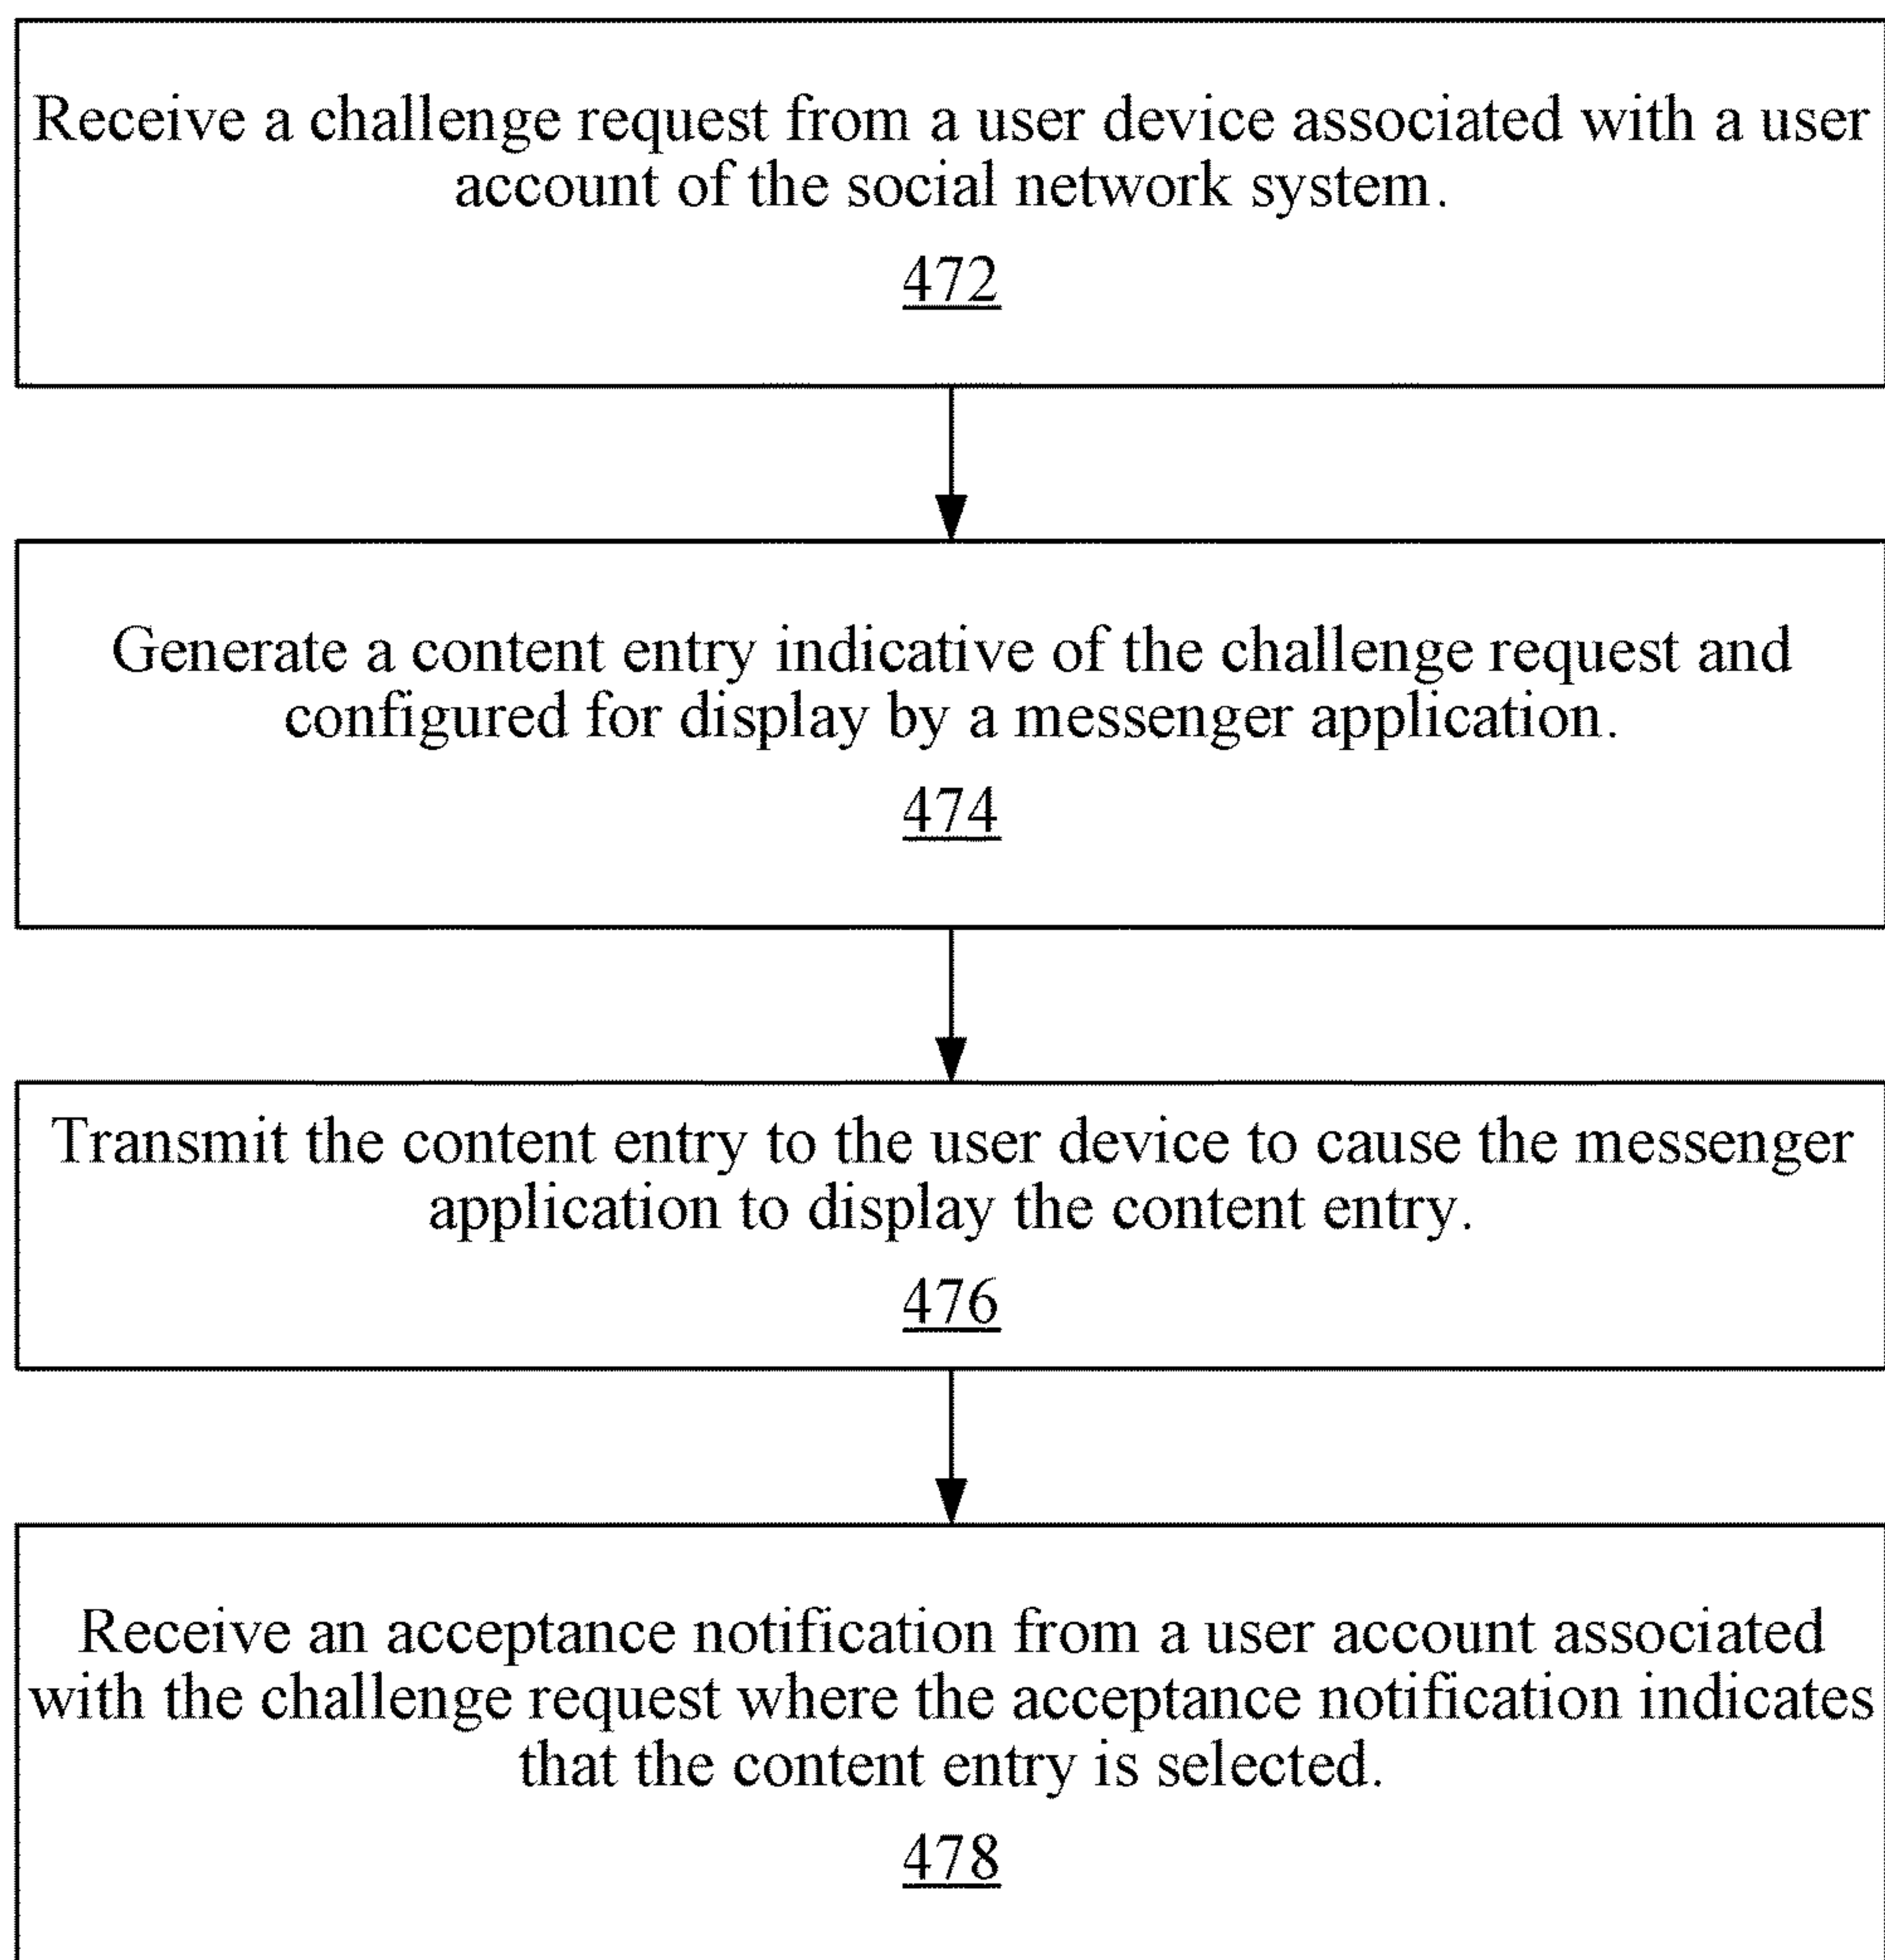 Receive a challenge request from a user device associated with a user
account of the social network system.
472
Generate a content entry indicative of the challenge request and
configured for display by a messenger application.
474
Transmit the content entry to the user device to cause the messenger
application to display the content entry.
476
Receive an acceptance notification from a user account associated
with the challenge request where the acceptance notification indicates
that the content entry is selected.
478